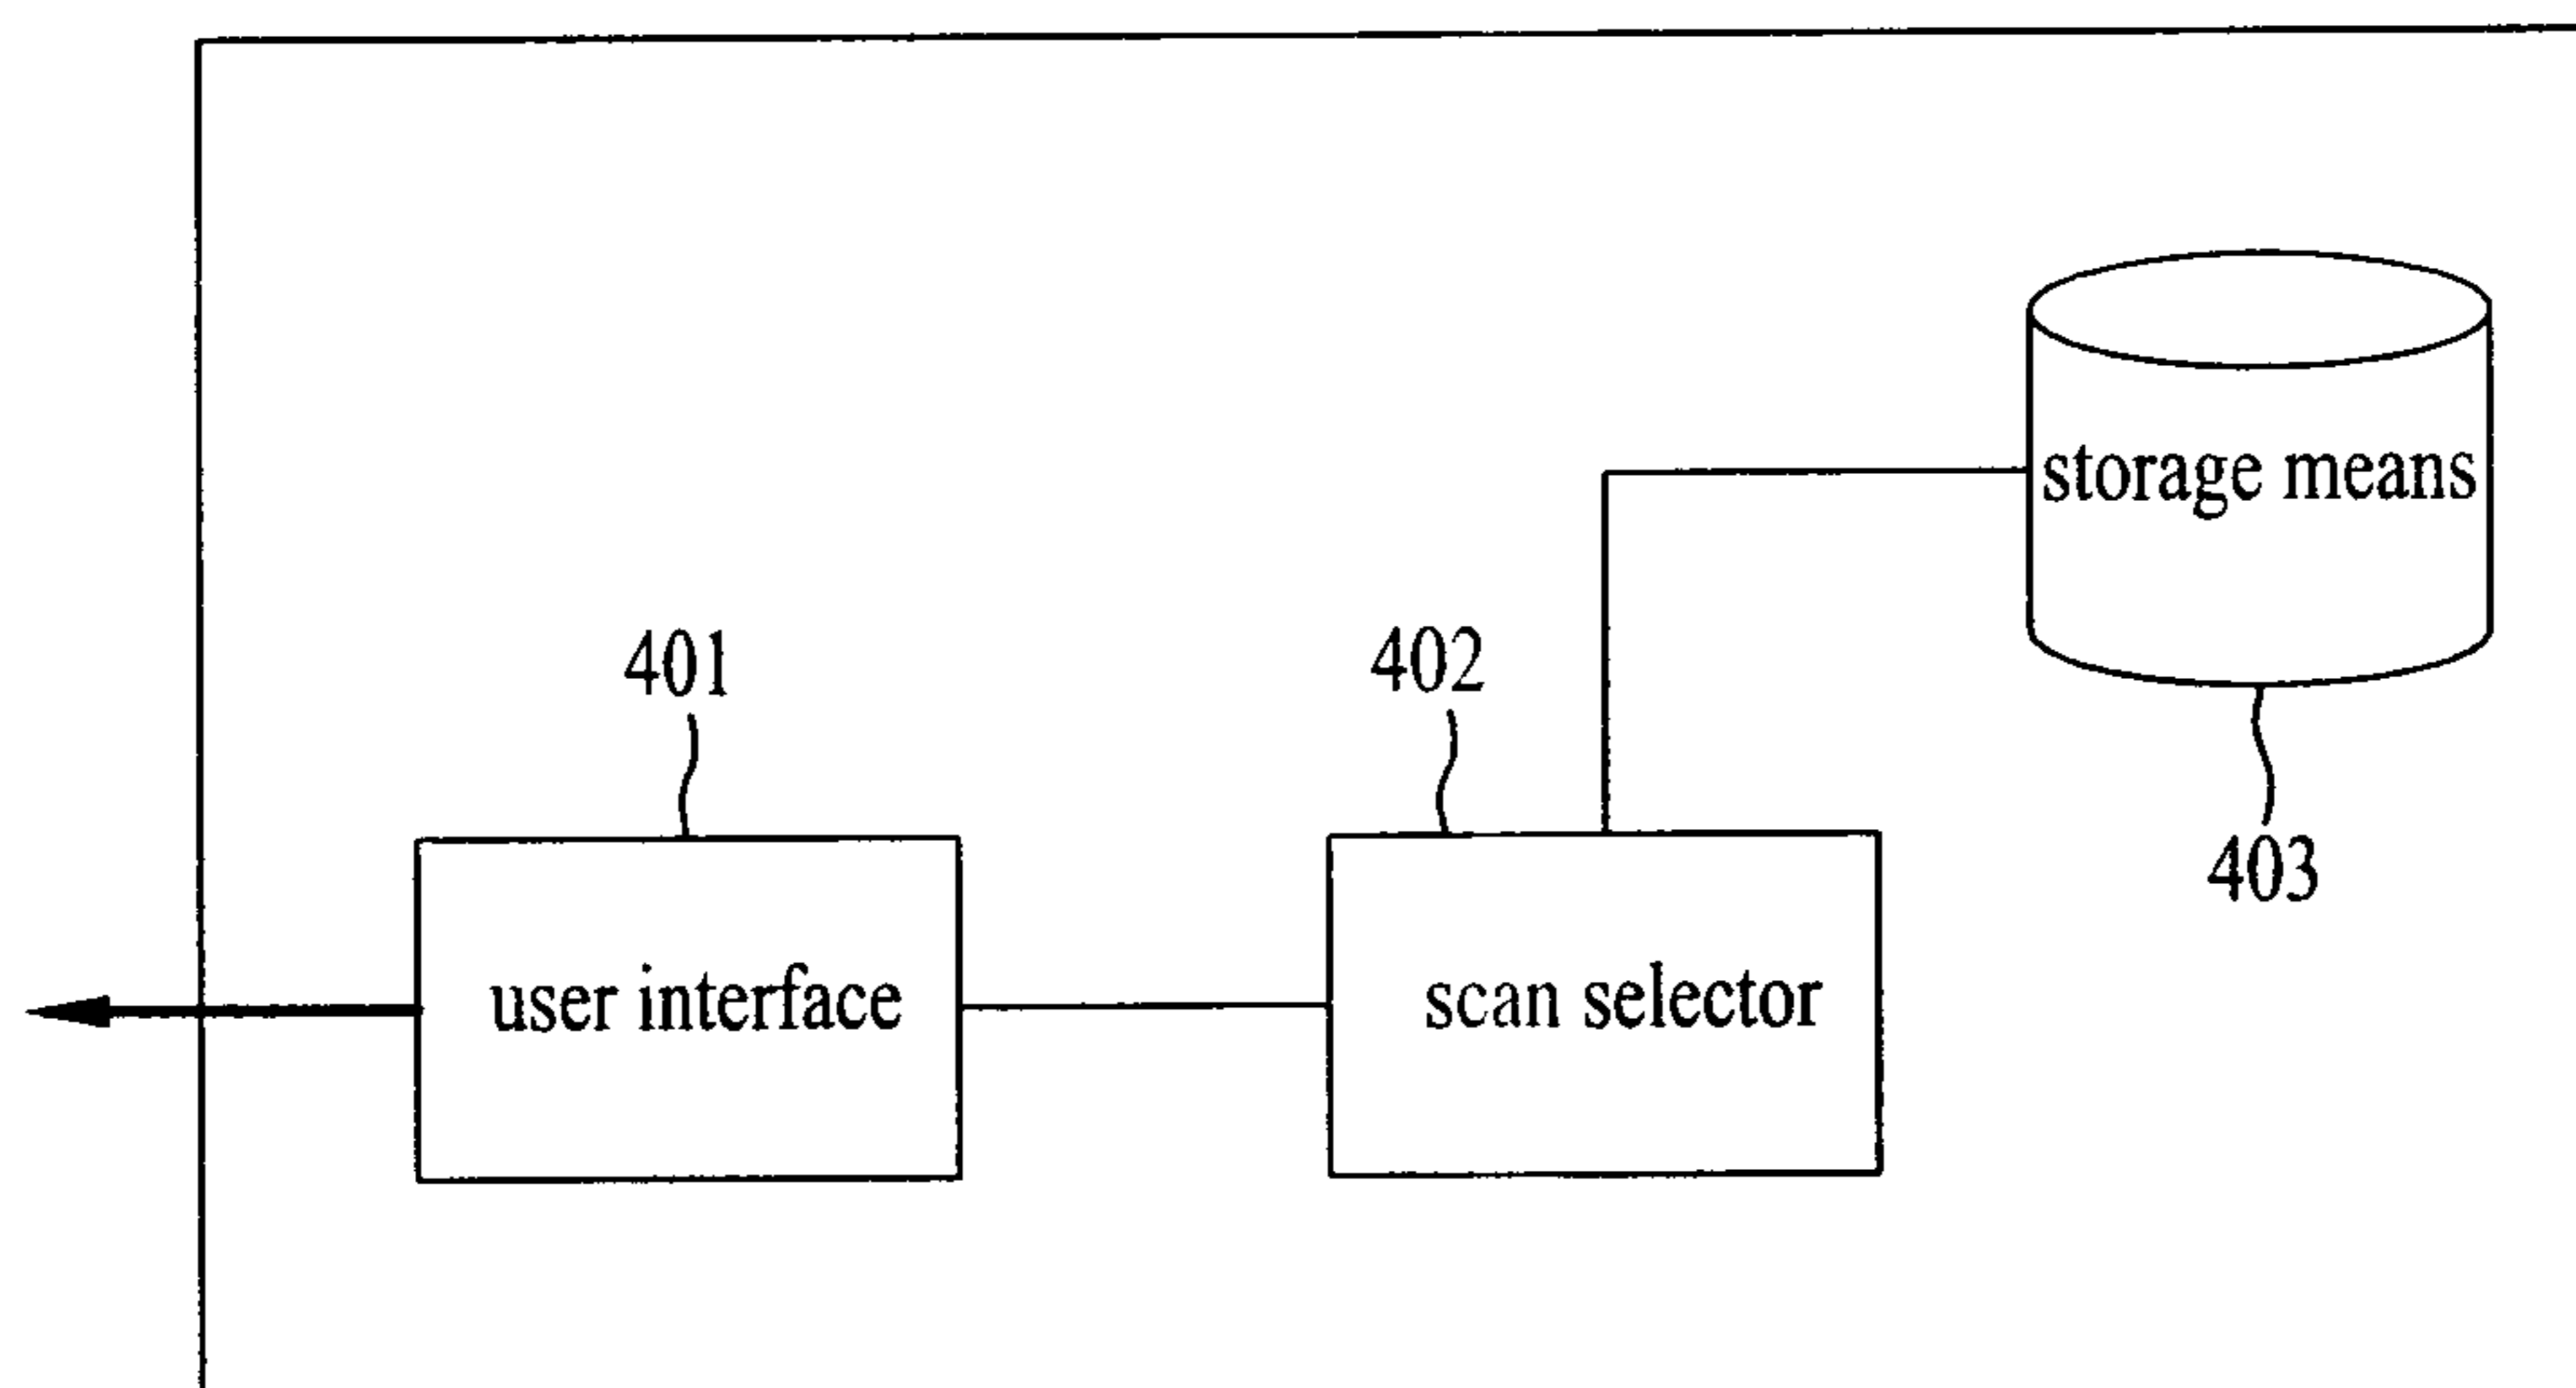 storage means
401
402
403
user interface
scan selector